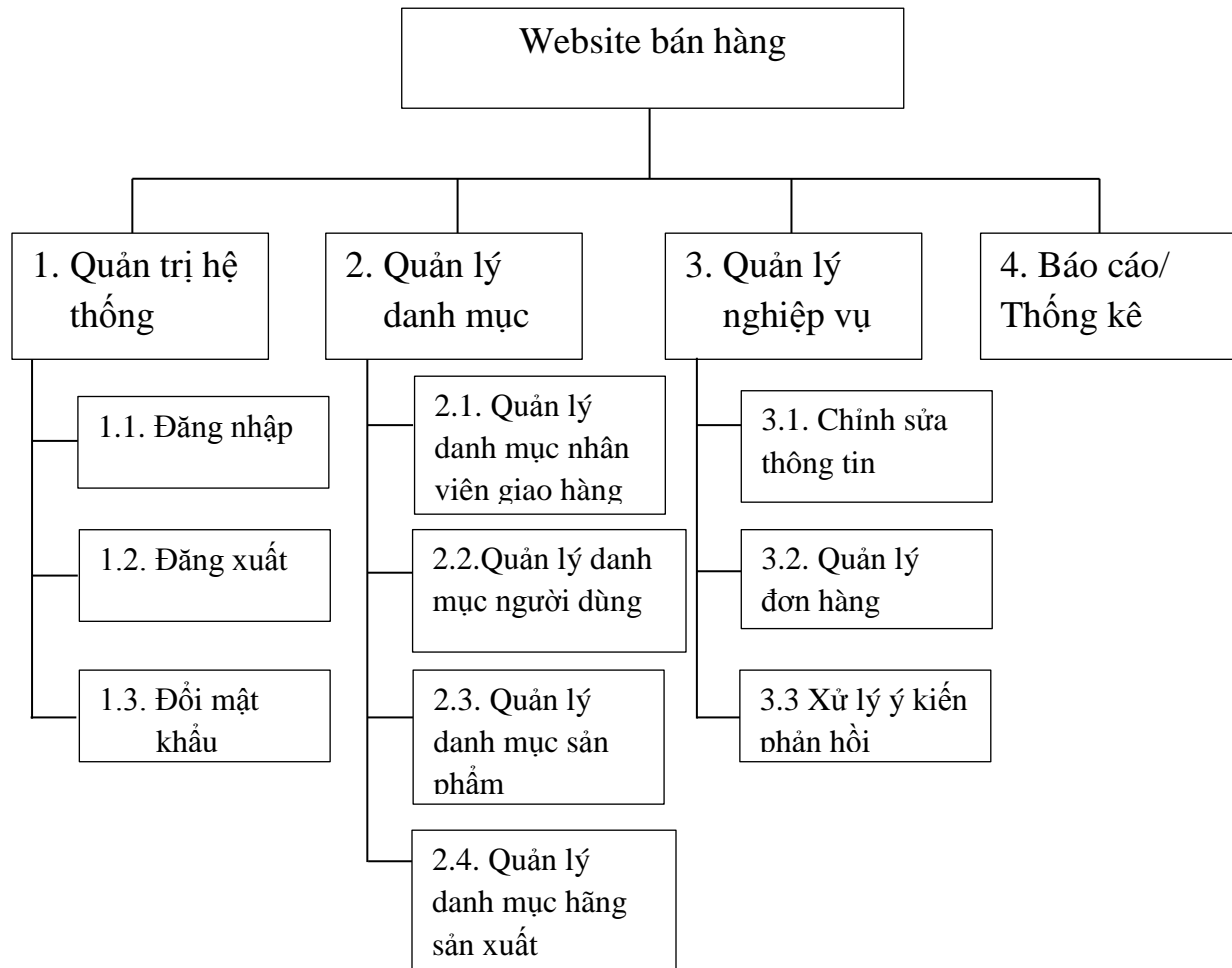 Website bán hàng
1. Quản trị hệ
thống
2. Quản lý
danh mục
3. Quản lý
nghiệp vụ
4. Báo cáo/
Thống kê
1.1. Đăng nhập
1.2. Đăng xuất
1.3. Đổi mật
khẩu
2.1. Quản lý
danh mục nhân
viên giao hàng
2.2.Quản lý danh
mục người dùng
2.3. Quản lý
danh mục sản
phẩm
2.4. Quản lý
danh mục hãng
sản xuất
3.1. Chỉnh sửa
thông tin
3.2. Quản lý
đơn hàng
3.3 Xử lý ý kiến
phản hồi